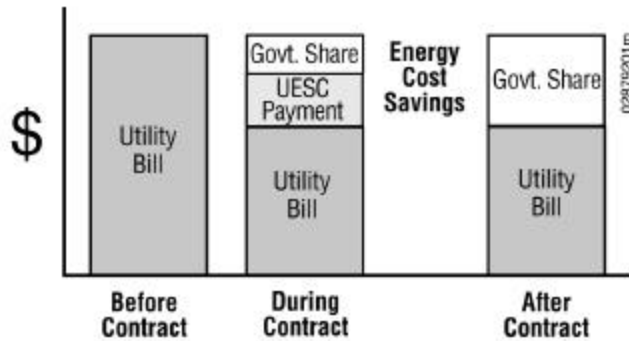 $
Utility
Bill
Govt. Share
UESC
Payment
Utility
Bill
Energy
Cost
Savings
Govt. Share
Utility
Bill
02879201m
Before
Contract
During
Contract
After
Contract